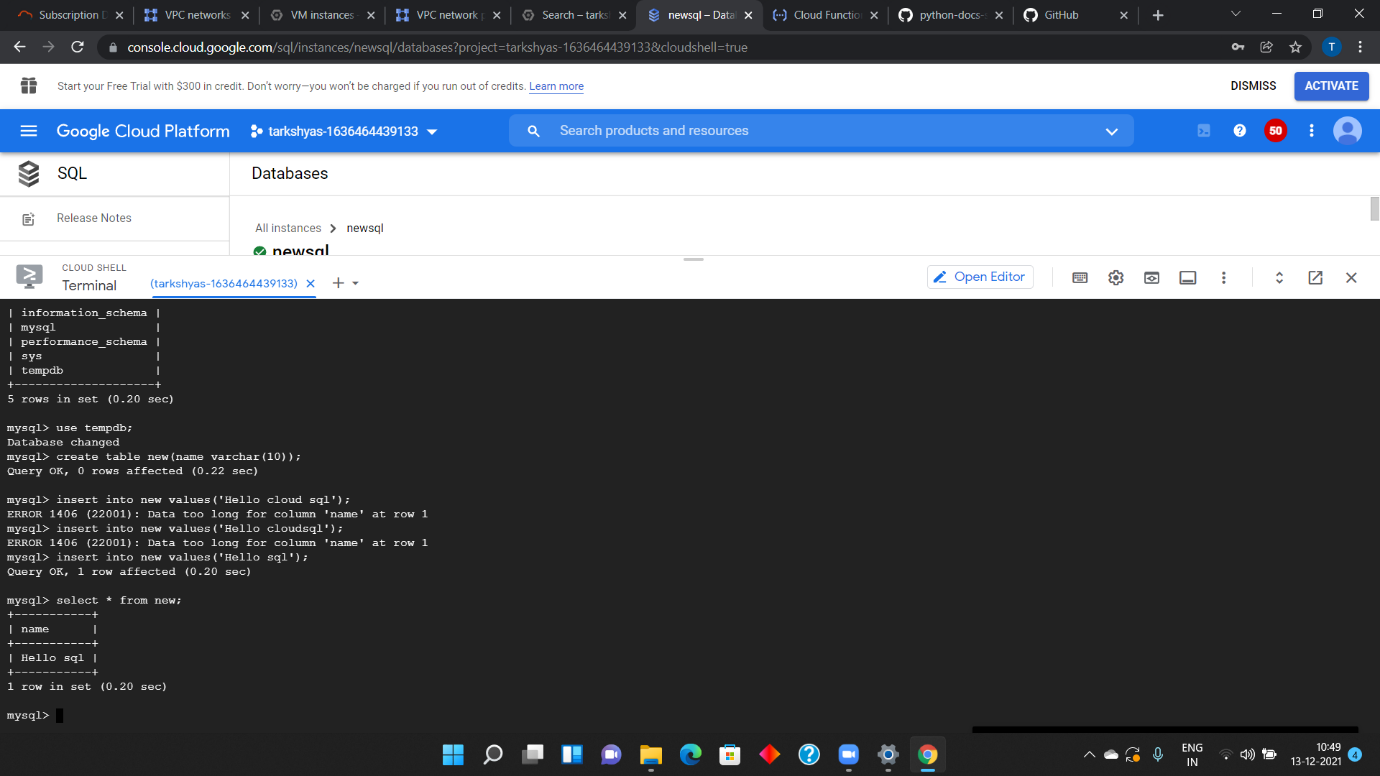 Subscription D
VPC networks
VM instances
VPC network p
Search – tarks
newsql – Data
Cloud Functio
python-docs-s
GitHub
console.cloud.google.com/sql/instances/newsql/databases?project=tarkshyas-1636464439133&cloudshell=true
T
Start your Free Trial with $300 in credit. Don't worry—you won't be charged if you run out of credits. Learn more
DISMISS
ACTIVATE
Google Cloud Platform
tarkshyas-1636464439133
Search products and resources
50
SQL
Databases
Release Notes
All instances > newsql
newsql
CLOUD SHELL
Terminal
(tarkshyas-1636464439133)
Open Editor
| information_schema |
| mysql              |
| performance_schema |
| sys                |
| tempdb             |
+--------------------+
5 rows in set (0.20 sec)
mysql> use tempdb;
Database changed
mysql> create table new(name varchar(10));
Query OK, 0 rows affected (0.22 sec)
mysql> insert into new values('Hello cloud sql');
ERROR 1406 (22001): Data too long for column 'name' at row 1
mysql> insert into new values('Hello cloudsql');
ERROR 1406 (22001): Data too long for column 'name' at row 1
mysql> insert into new values('Hello sql');
Query OK, 1 row affected (0.20 sec)
mysql> select * from new;
+-----------+
| name      |
+-----------+
| Hello sql |
+-----------+
1 row in set (0.20 sec)
mysql>
ENG
IN
10:49
13-12-2021
4